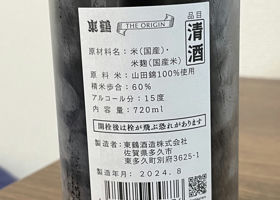 東鶴 THE ORIGIN
品目
清酒
原材料名：米（国産）・
米麹（国産米）
原料米：山田錦100％使用
精米歩合：60％
アルコール分：15度
内容量：720ml
開栓後は栓が飛ぶ恐れがあります
製造者：東鶴酒造株式会社
佐賀県多久市
東多久町別府3625-1
製造年月：2024.8